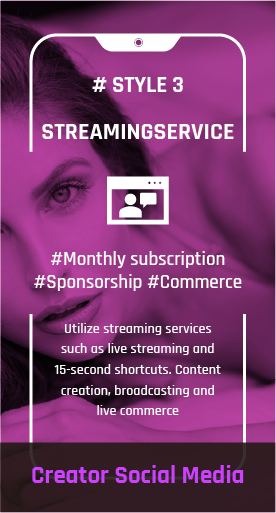 # STYLE 3
STREAMINGSERVICE
#Monthly subscription
#Sponsorship #Commerce
Utilize streaming services
such as live streaming and
15-second shortcuts. Content
creation, broadcasting and
live commerce
Creator Social Media